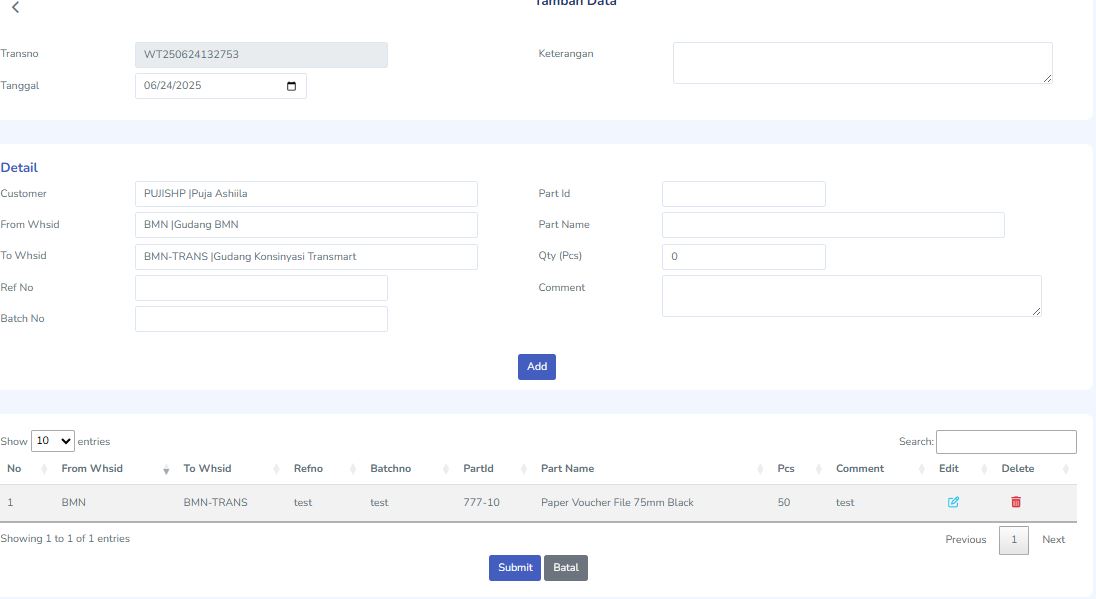 Tambah Data
Transno WT250624132753 Keterangan
Tanggal 06/24/2025
Detail
Customer PUJISHP |Puja Ashiila Part Id
From Whsid BMN |Gudang BMN Part Name
To Whsid BMN-TRANS |Gudang Konsinyasi Transmart Qty (Pcs) 0
Ref No Comment
Batch No
Add
Show 10 entries Search:
No From Whsid To Whsid Refno Batchno PartId Part Name Pcs Comment Edit Delete
1 BMN BMN-TRANS test test 777-10 Paper Voucher File 75mm Black 50 test
Showing 1 to 1 of 1 entries Previous 1 Next
Submit Batal